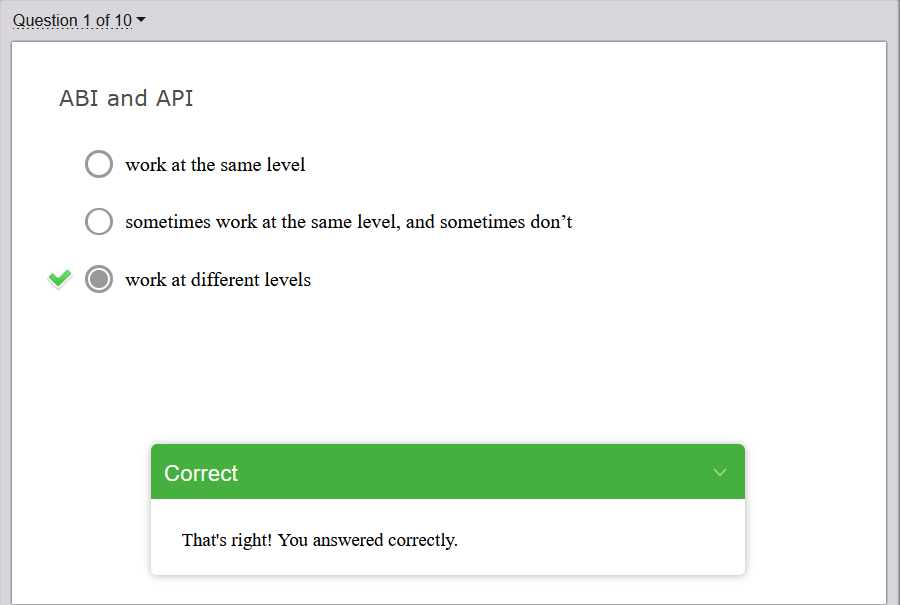 Question 1 of 10
ABI and API
work at the same level
sometimes work at the same level, and sometimes don’t
work at different levels
Correct
That's right! You answered correctly.